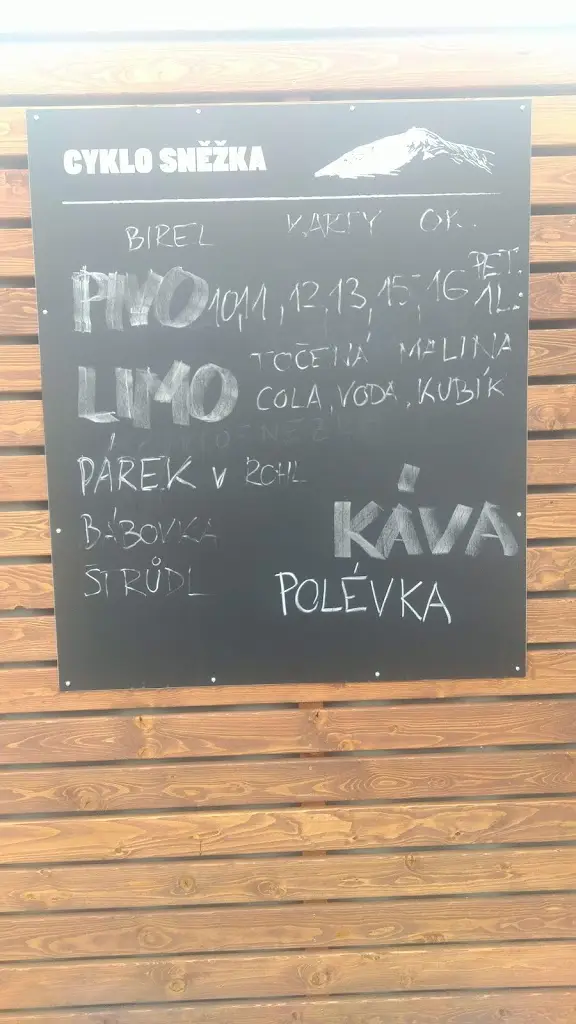 CYKLO SNĚŽKA
BIREL KARTY OK.
PIVO 10,11, 12, 13, 15, 16 PET. 1L.
LIMO TOČENÁ MALINA
COLA, VODA, KUBÍK
PÁREK V ROHL
BÁBOVKA
KÁVA
ŠTRŮDL
POLÉVKA